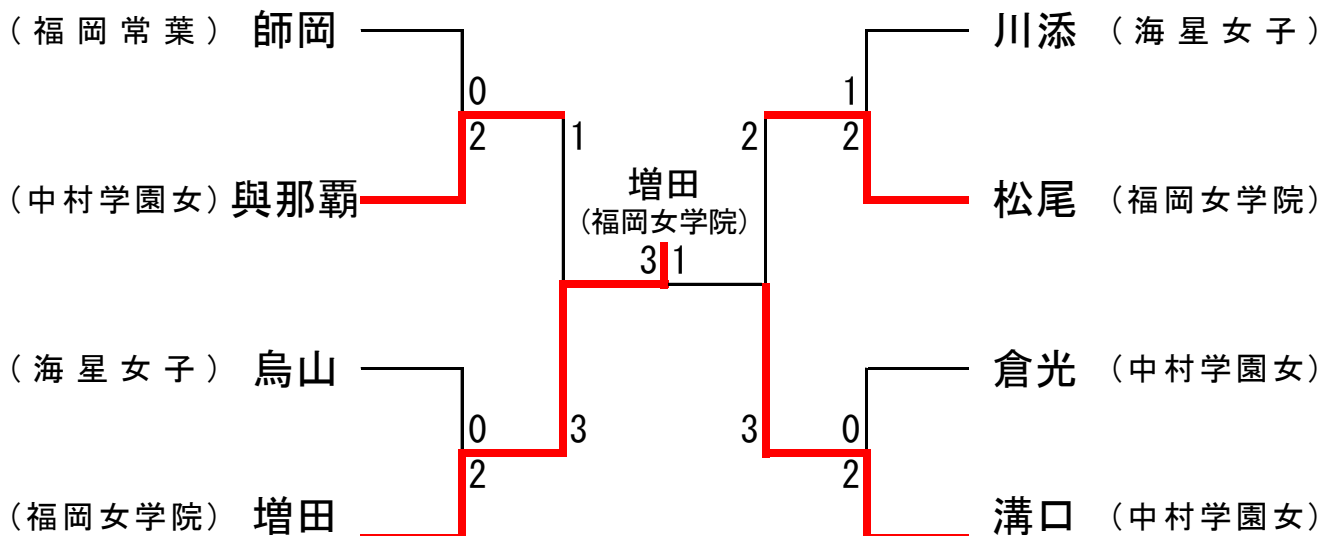 (福岡常葉) 師岡
川添 (海星女子)
0
1
2
1
2
2
(中村学園女) 與那覇
増田
(福岡女学院)
松尾 (福岡女学院)
3 1
(海星女子) 烏山
倉光 (中村学園女)
0
3
3
0
2
2
(福岡女学院) 増田
溝口 (中村学園女)